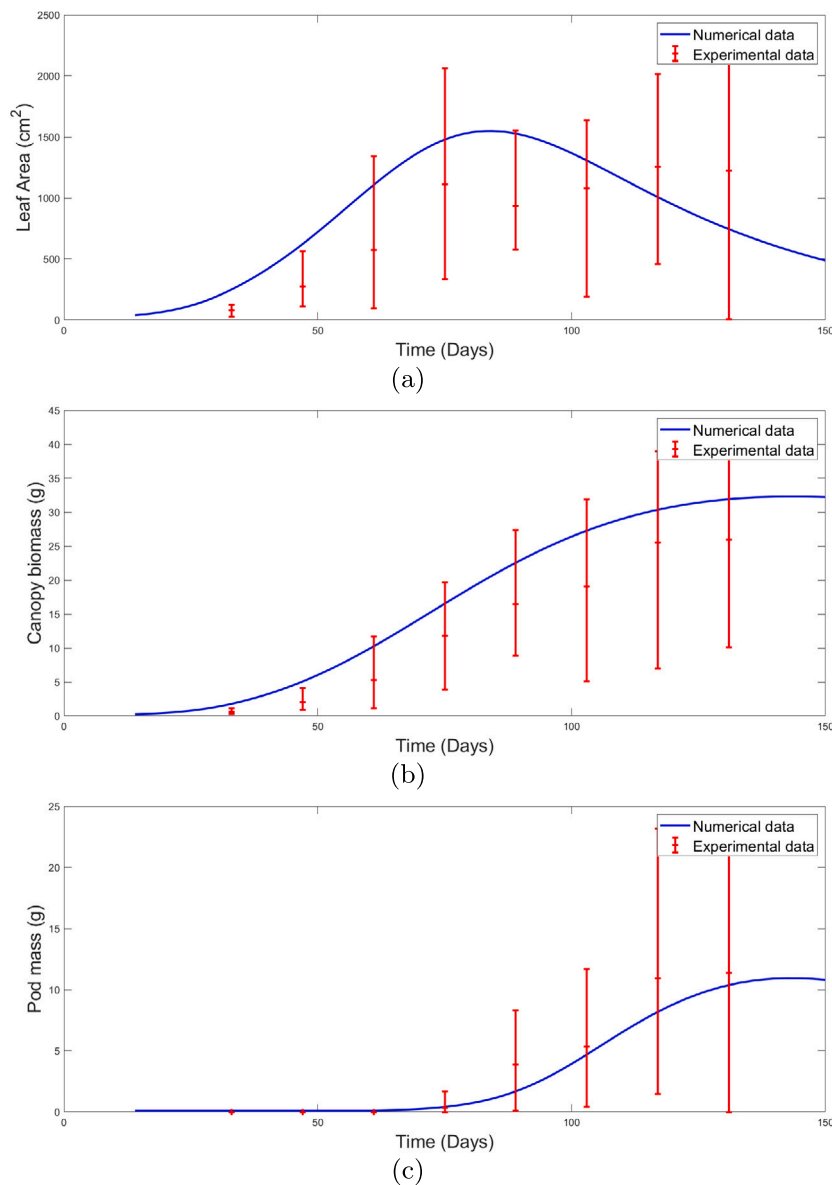 2500
2000
1500
1000
500
0
Leaf Area (cm2)
Numerical data
Experimental data
0 50 100 150
Time (Days)
(a)
45
40
35
30
25
20
15
10
5
0
Canopy biomass (g)
Numerical data
Experimental data
0 50 100 150
Time (Days)
(b)
25
20
15
10
5
0
Pod mass (g)
Numerical data
Experimental data
0 50 100 150
Time (Days)
(c)